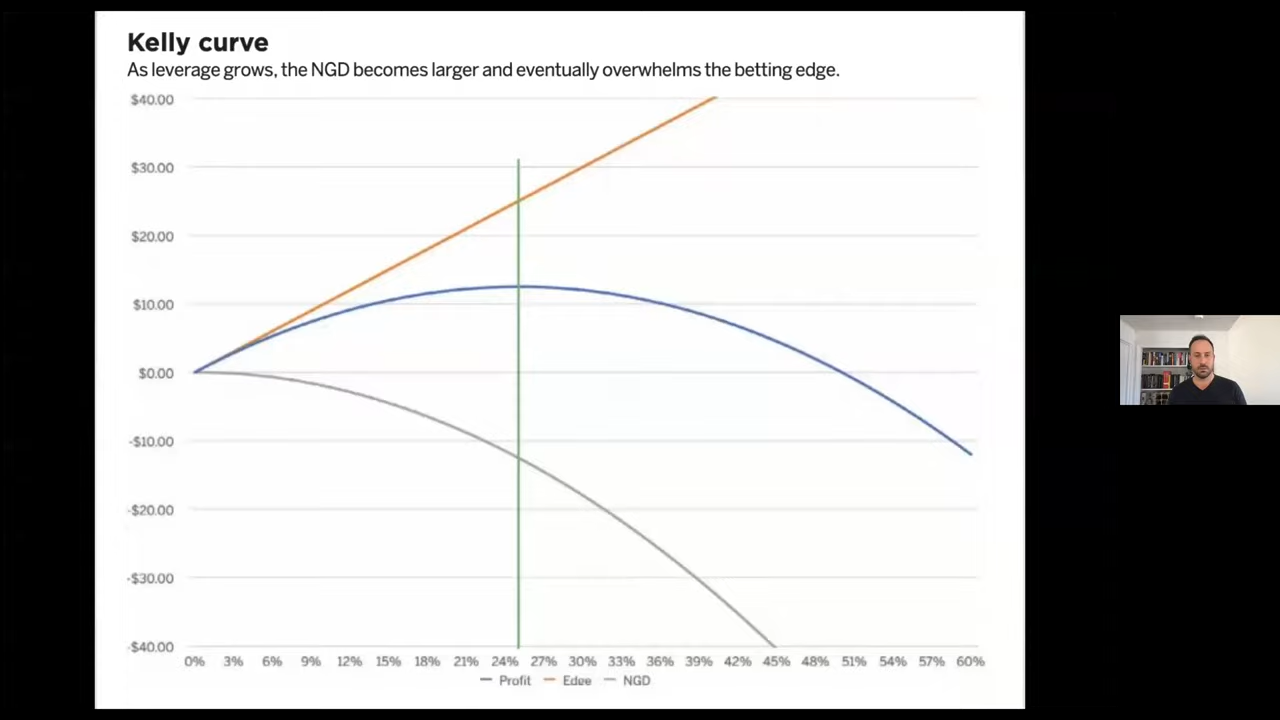 Kelly curve
As leverage grows, the NGD becomes larger and eventually overwhelms the betting edge.
$40.00
$30.00
$20.00
$10.00
$0.00
-$10.00
-$20.00
-$30.00
-$40.00
0% 3% 6% 9% 12% 15% 18% 21% 24% 27% 30% 33% 36% 39% 42% 45% 48% 51% 54% 57% 60%
Profit Edge NGD